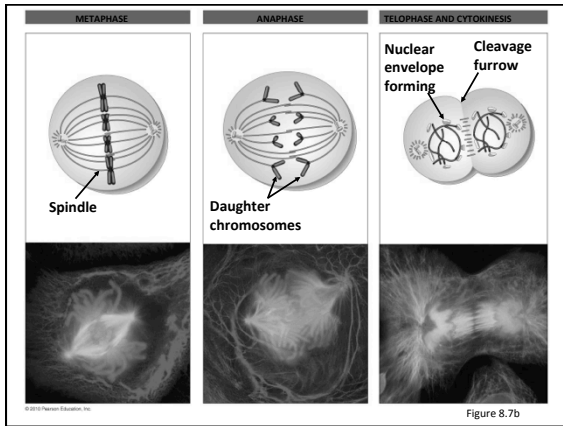 METAPHASE
ANAPHASE
TELOPHASE AND CYTOKINESIS
Spindle
Daughter
chromosomes
Nuclear
envelope
forming
Cleavage
furrow
© 2010 Pearson Education, Inc.
Figure 8.7b